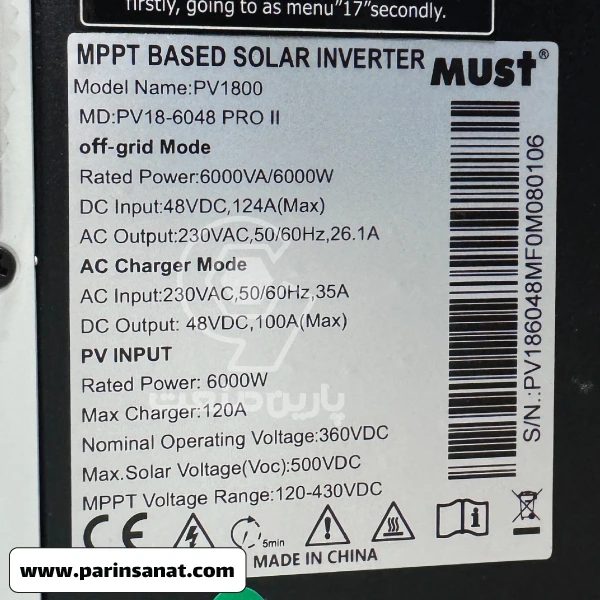 firstly, going to as menu"17"secondly.
MPPT BASED SOLAR INVERTER
MUST®
Model Name:PV1800
MD:PV18-6048 PRO II
off-grid Mode
Rated Power:6000VA/6000W
DC Input:48VDC,124A(Max)
AC Output:230VAC,50/60Hz,26.1A
AC Charger Mode
AC Input:230VAC,50/60Hz,35A
DC Output: 48VDC,100A(Max)
PV INPUT
Rated Power: 6000W
Max Charger:120A
Nominal Operating Voltage:360VDC
Max.Solar Voltage(Voc):500VDC
MPPT Voltage Range:120-430VDC
S/N.:PV186048MF0M080106
پارین صنعت
CE
5min
MADE IN CHINA
www.parinsanat.com